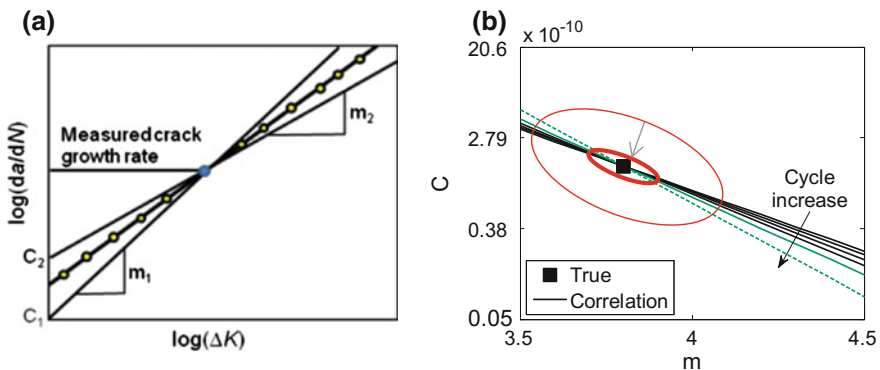 (a)
log(da/dN)
Measured crack
growth rate
m₂
C₂
m₁
C₁
log(ΔK)
(b)
x 10⁻¹⁰
20.6
2.79
C
0.38
0.05
Cycle
increase
True
Correlation
3.5
4
4.5
m